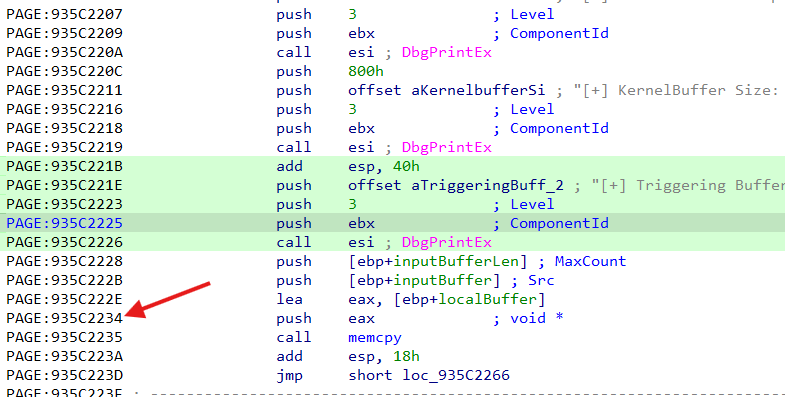 PAGE:935C2207 push 3 ; Level
PAGE:935C2209 push ebx ; ComponentId
PAGE:935C220A call esi ; DbgPrintEx
PAGE:935C220C push 800h
PAGE:935C2211 push offset aKernelbufferSi ; "[+] KernelBuffer Size:
PAGE:935C2216 push 3 ; Level
PAGE:935C2218 push ebx ; ComponentId
PAGE:935C2219 call esi ; DbgPrintEx
PAGE:935C221B add esp, 40h
PAGE:935C221E push offset aTriggeringBuff_2 ; "[+] Triggering Buffer
PAGE:935C2223 push 3 ; Level
PAGE:935C2225 push ebx ; ComponentId
PAGE:935C2226 call esi ; DbgPrintEx
PAGE:935C2228 push [ebp+inputBufferLen] ; MaxCount
PAGE:935C222B push [ebp+inputBuffer] ; Src
PAGE:935C222E lea eax, [ebp+localBuffer]
PAGE:935C2234 push eax ; void *
PAGE:935C2235 call memcpy
PAGE:935C223A add esp, 18h
PAGE:935C223D jmp short loc_935C2266
PAGE:935C223F ; ---------------------------------------------------------------------------